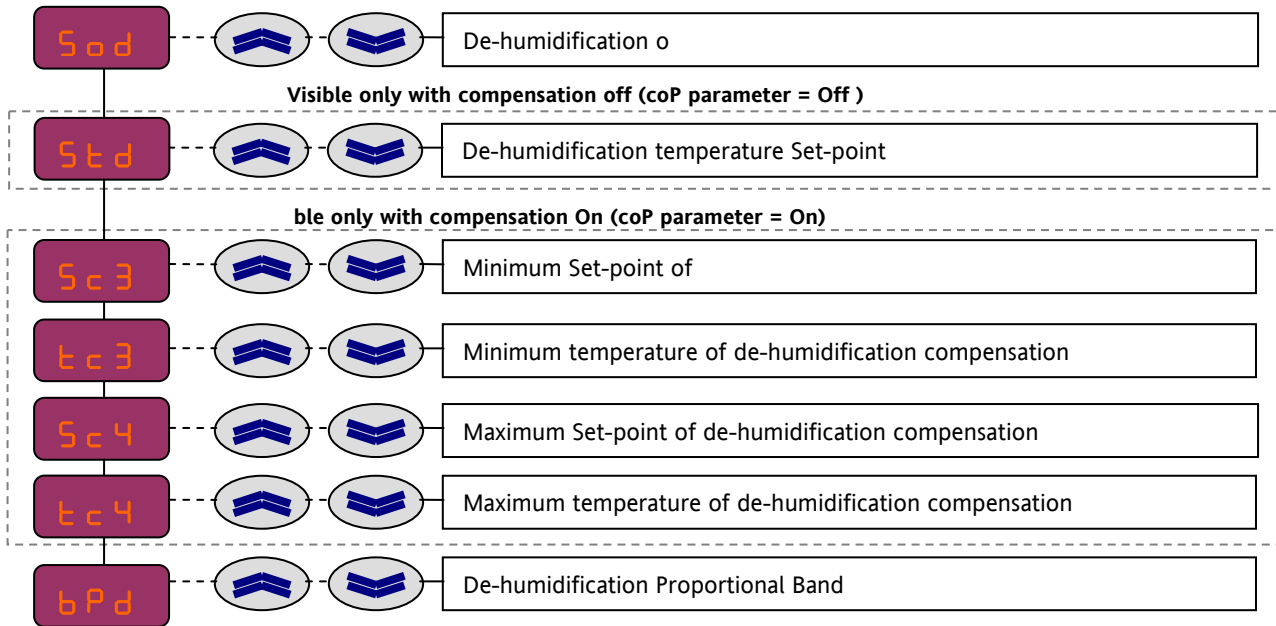 Sod De-humidification o
Visible only with compensation off (coP parameter = Off )
Std De-humidification temperature Set-point
ble only with compensation On (coP parameter = On)
Sc3 Minimum Set-point of
tc3 Minimum temperature of de-humidification compensation
Sc4 Maximum Set-point of de-humidification compensation
tc4 Maximum temperature of de-humidification compensation
bPd De-humidification Proportional Band